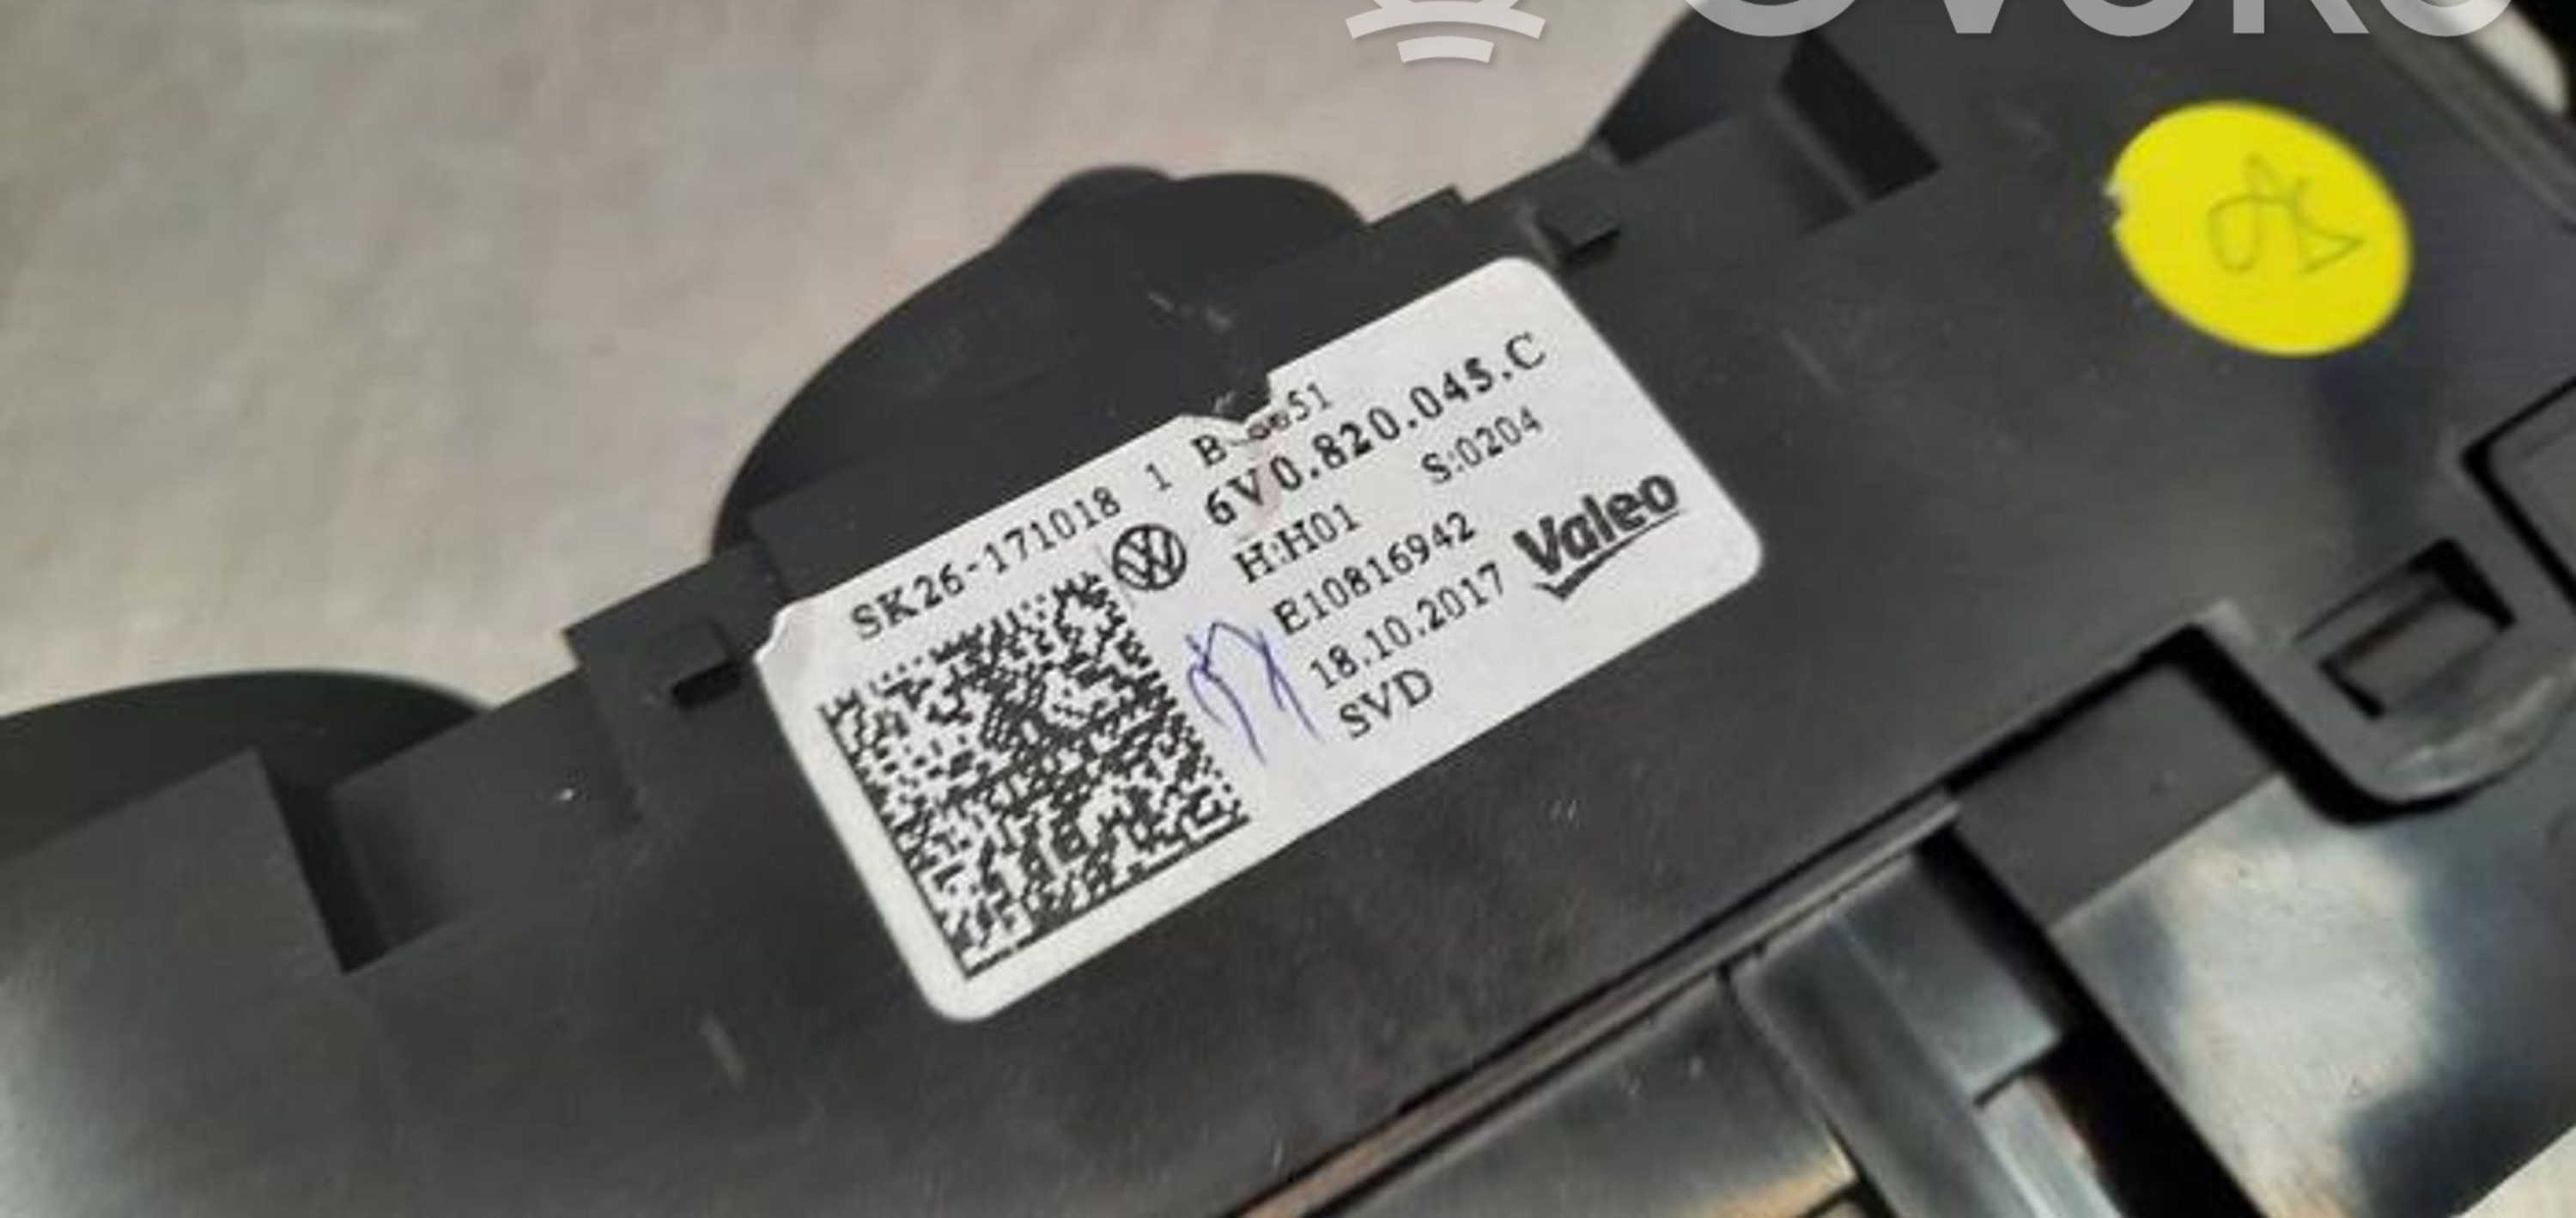 SK26-171018 1
6V0.820.045.C
H:H01 S:0204
E10816942
18.10.2017
Valeo
SVD